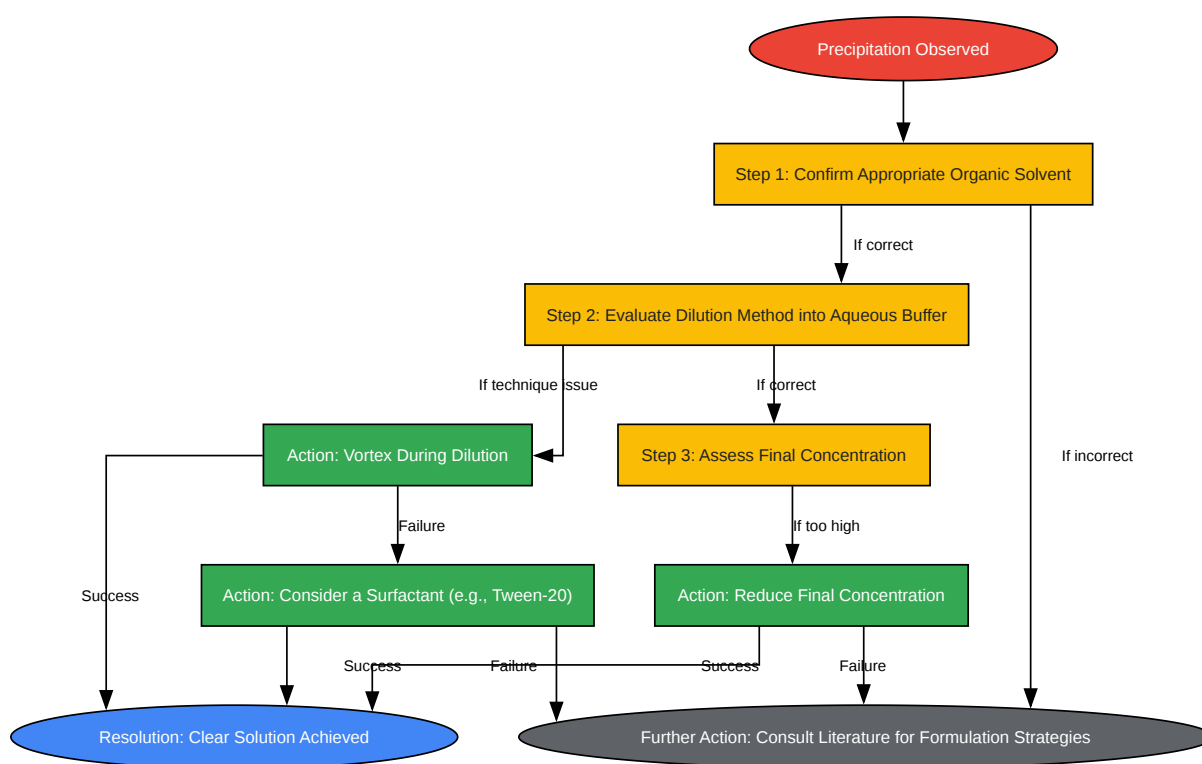 Precipitation Observed
Step 1: Confirm Appropriate Organic Solvent
If correct
Step 2: Evaluate Dilution Method into Aqueous Buffer
If technique issue
If correct
Action: Vortex During Dilution
Step 3: Assess Final Concentration
If incorrect
Failure
If too high
Success
Action: Consider a Surfactant (e.g., Tween-20)
Action: Reduce Final Concentration
Success
Failure
Success
Failure
Resolution: Clear Solution Achieved
Further Action: Consult Literature for Formulation Strategies